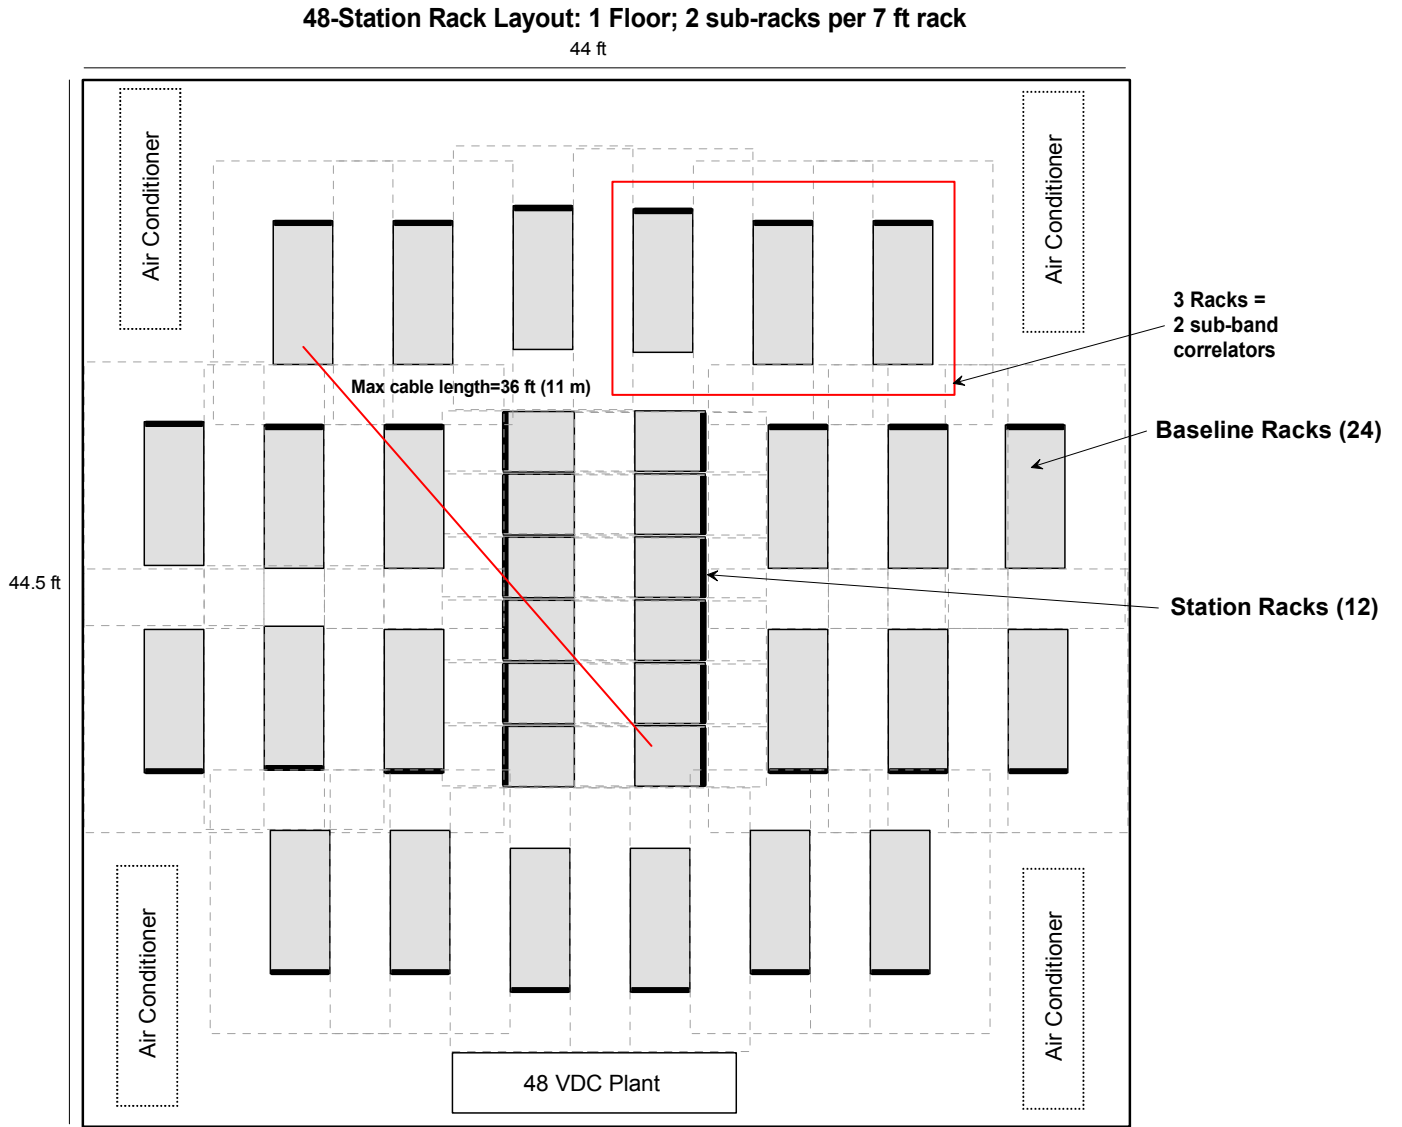 48-Station Rack Layout: 1 Floor; 2 sub-racks per 7 ft rack
44 ft
Air Conditioner
Air Conditioner
3 Racks =
2 sub-band
correlators
Max cable length=36 ft (11 m)
Baseline Racks (24)
44.5 ft
Station Racks (12)
Air Conditioner
Air Conditioner
48 VDC Plant